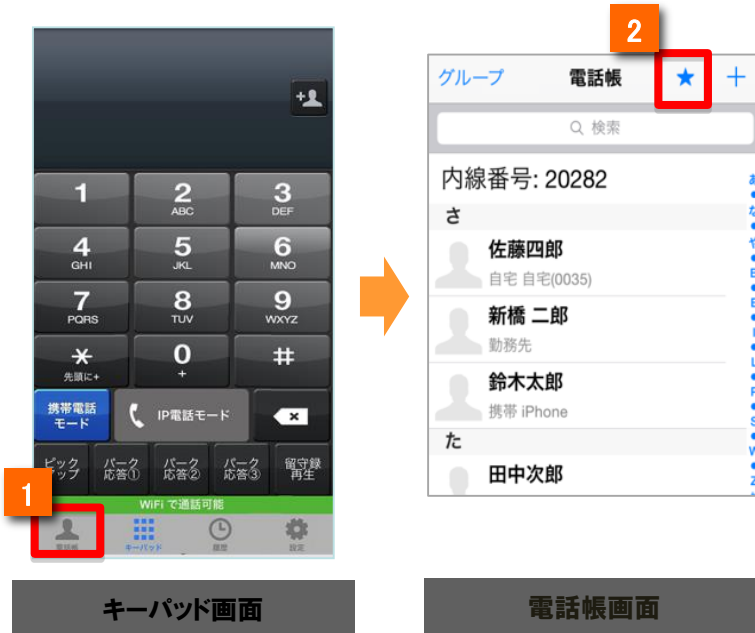 1
2
ABC
3
DEF
4
GHI
5
JKL
6
MNO
7
PQRS
8
TUV
9
WXYZ
先頭に+
0
+
#
携帯電話
モード
IP電話モード
ピック
ップ
パーク
応答①
パーク
応答②
パーク
応答③
留守録
再生
1
WiFi で通話可能
電話帳
キーパッド
履歴
設定
キーパッド画面
2
グループ
電話帳
検索
内線番号: 20282
さ
佐藤四郎
自宅 自宅(0035)
新橋 二郎
勤務先
鈴木太郎
携帯 iPhone
た
田中次郎
電話帳画面